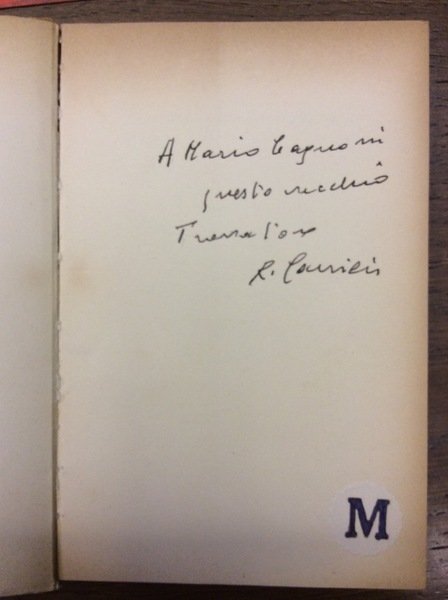 A Mario Cagnoni
questo vecchio
Trovatore
R. Carrieri
M